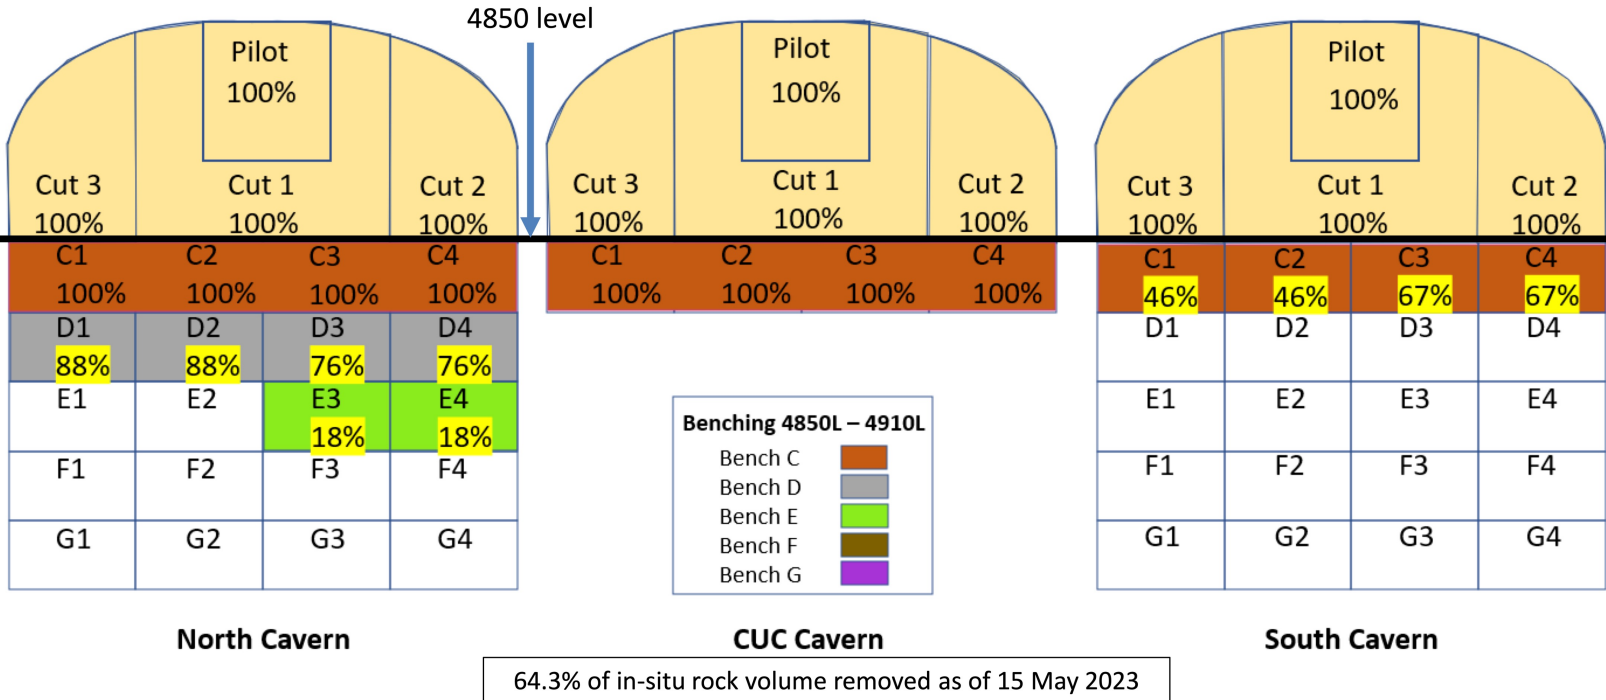 4850 level
Pilot
100%
Cut 3
100%
Cut 1
100%
Cut 2
100%
C1
100%
C2
100%
C3
100%
C4
100%
D1
88%
D2
88%
D3
76%
D4
76%
E1
E2
E3
18%
E4
18%
F1
F2
F3
F4
G1
G2
G3
G4
North Cavern
Pilot
100%
Cut 3
100%
Cut 1
100%
Cut 2
100%
C1
100%
C2
100%
C3
100%
C4
100%
Benching 4850L – 4910L
Bench C
Bench D
Bench E
Bench F
Bench G
CUC Cavern
Pilot
100%
Cut 3
100%
Cut 1
100%
Cut 2
100%
C1
46%
C2
46%
C3
67%
C4
67%
D1
D2
D3
D4
E1
E2
E3
E4
F1
F2
F3
F4
G1
G2
G3
G4
South Cavern
64.3% of in-situ rock volume removed as of 15 May 2023